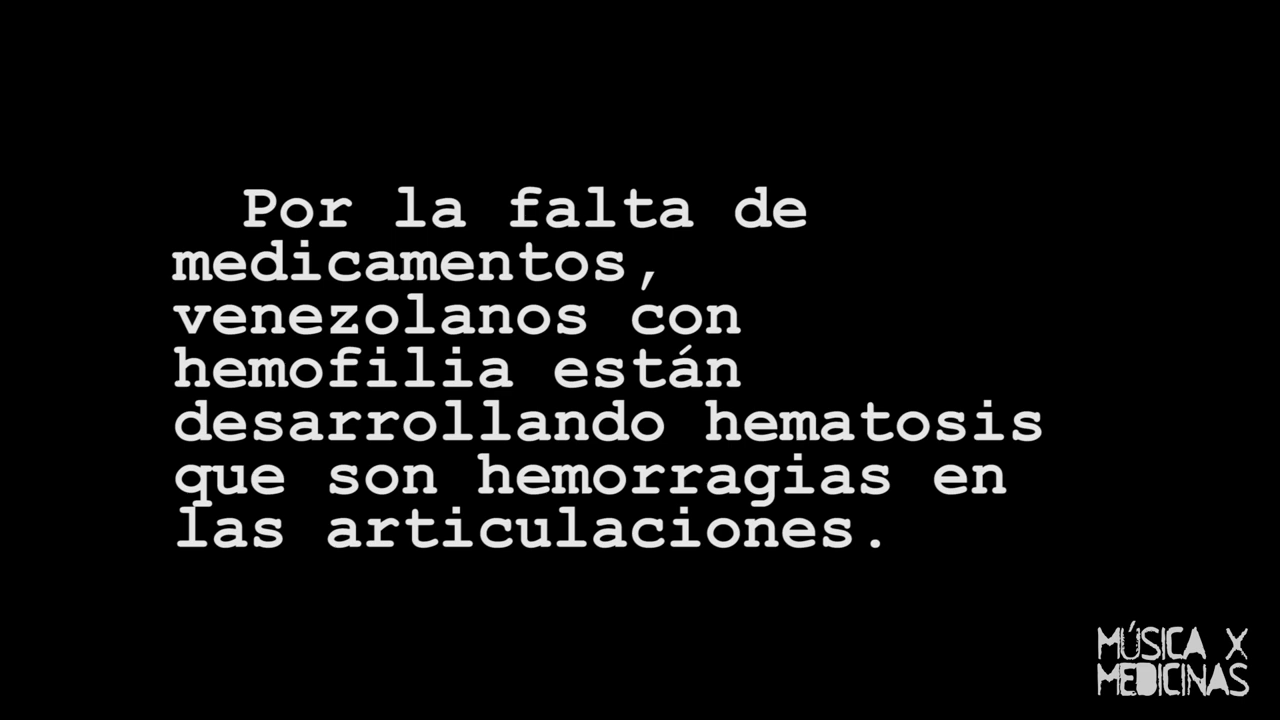 Por la falta de
medicamentos,
venezolanos con
hemofilia están
desarrollando hematosis
que son hemorragias en
las articulaciones.
MÚSICA X
MEDICINAS